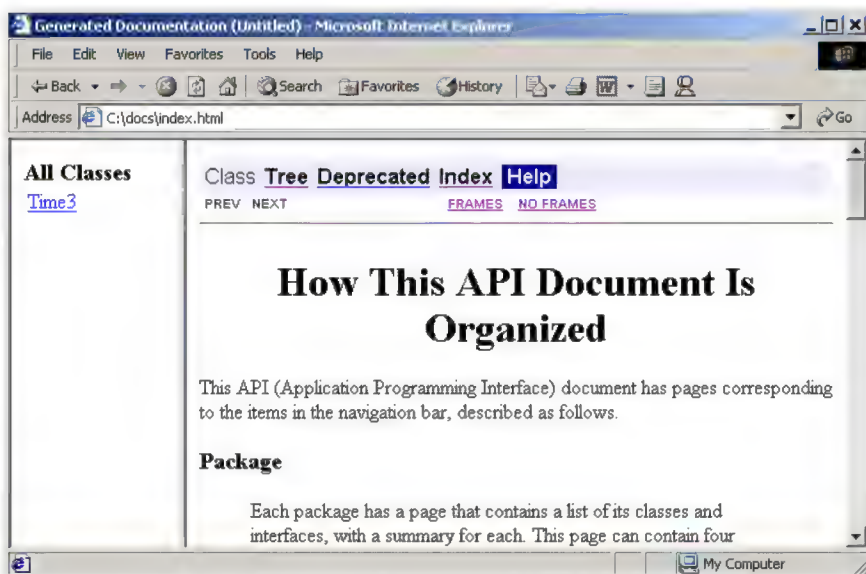 Generated Documentation (Untitled) - Microsoft Internet Explorer
File Edit View Favorites Tools Help
Back Search Favorites History
Address C:\docs\index.html Go
All Classes
Time3
Class Tree Deprecated Index Help
PREV NEXT FRAMES NO FRAMES
How This API Document Is
Organized
This API (Application Programming Interface) document has pages corresponding
to the items in the navigation bar, described as follows.
Package
Each package has a page that contains a list of its classes and
interfaces, with a summary for each. This page can contain four
My Computer